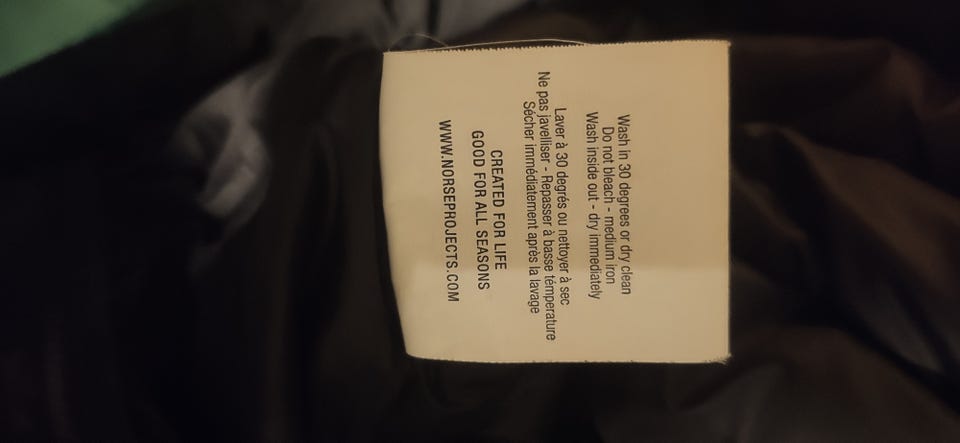 Wash in 30 degrees or dry clean
Do not bleach - medium iron
Wash inside out - dry immediately
Laver à 30 degrés ou nettoyer à sec
Ne pas javelliser - Repasser à basse témperature
Sécher immédiatement après la lavage
CREATED FOR LIFE
GOOD FOR ALL SEASONS
WWW.NORSEPROJECTS.COM